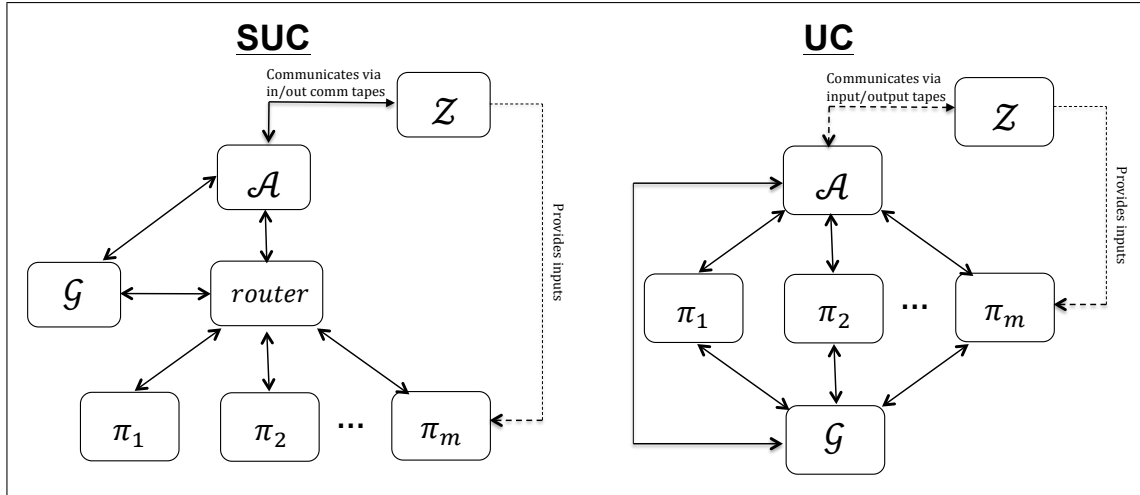 SUC
Communicates via
in/out comm tapes
𝒵
𝒜
Provides inputs
𝒢
router
π₁
π₂
...
πₘ
UC
Communicates via
input/output tapes
𝒵
𝒜
Provides inputs
π₁
π₂
...
πₘ
𝒢